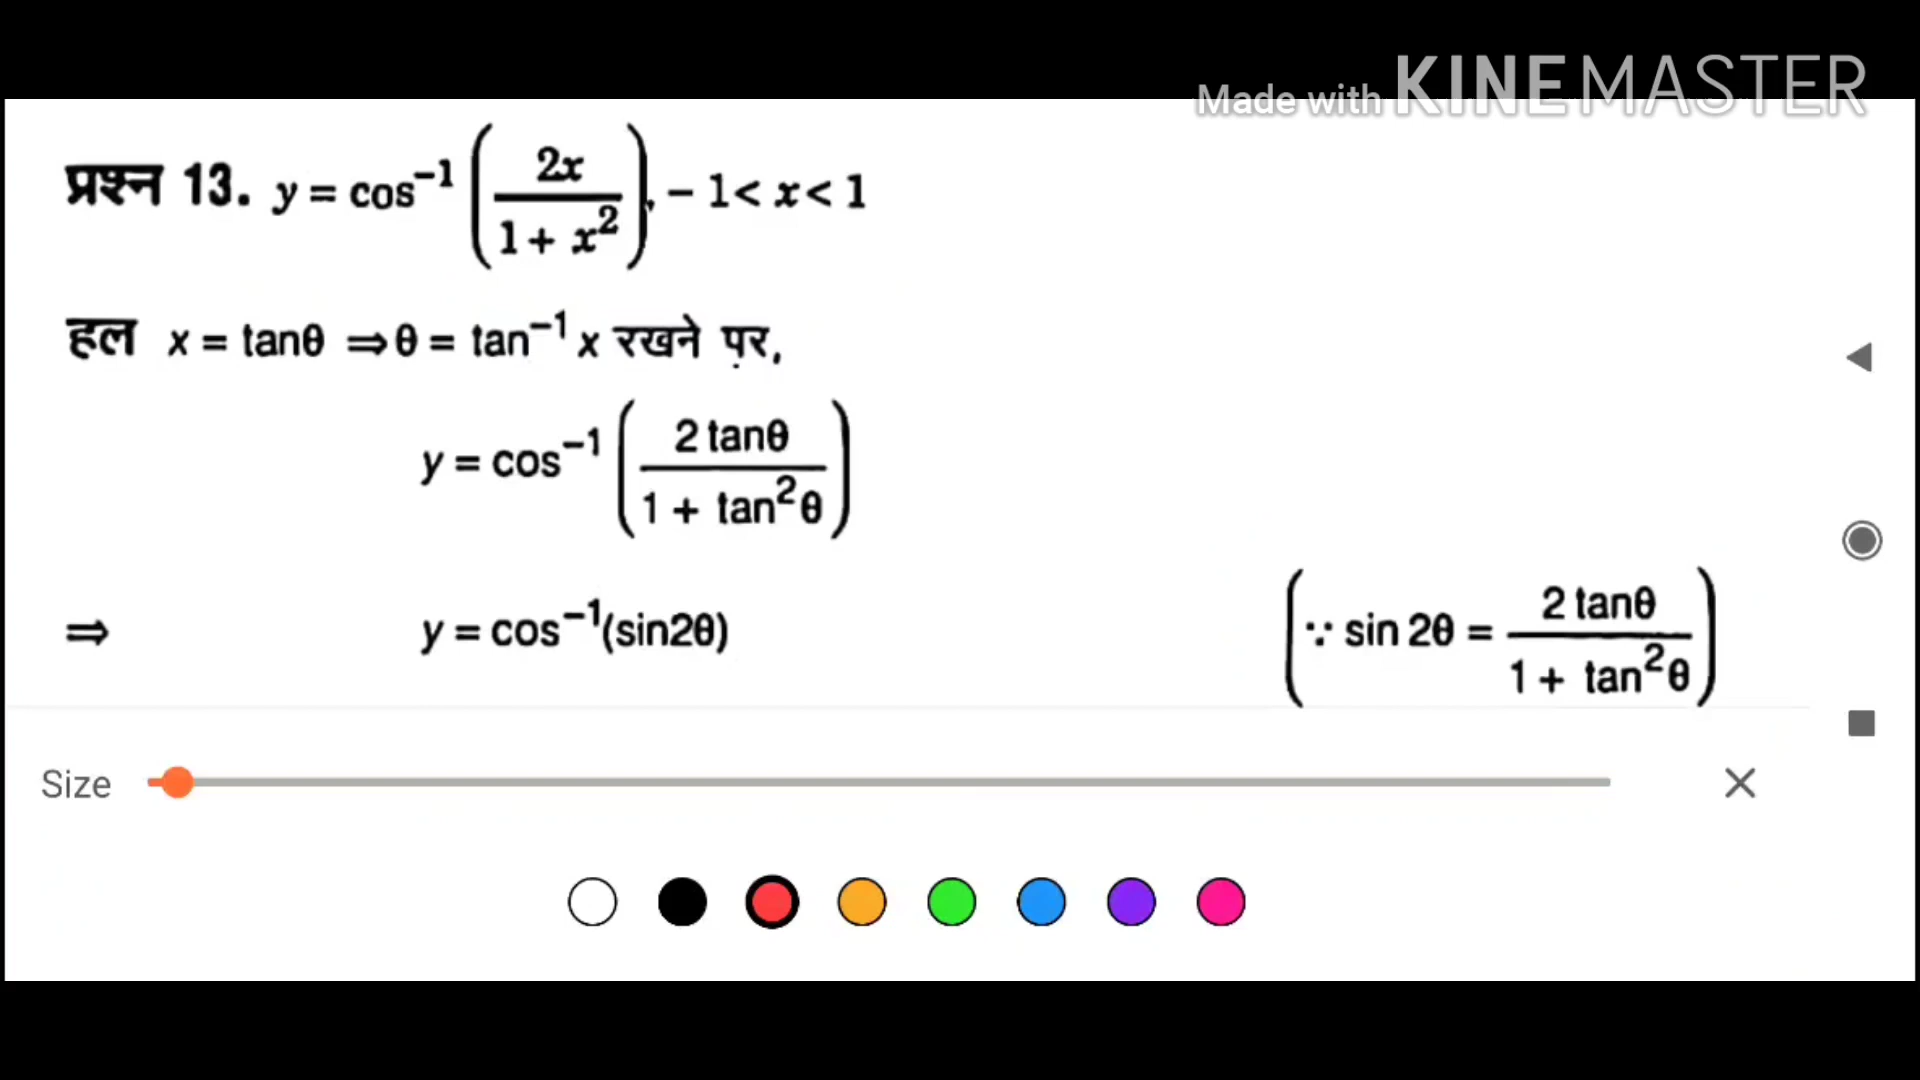 Made with KINEMASTER
प्रश्न 13. y = cos⁻¹ (2x / 1 + x²), – 1 < x < 1
हल x = tanθ ⇒ θ = tan⁻¹ x रखने पर,
y = cos⁻¹ (2 tanθ / 1 + tan²θ)
⇒ y = cos⁻¹(sin2θ) (∵ sin 2θ = 2 tanθ / 1 + tan²θ)
Size